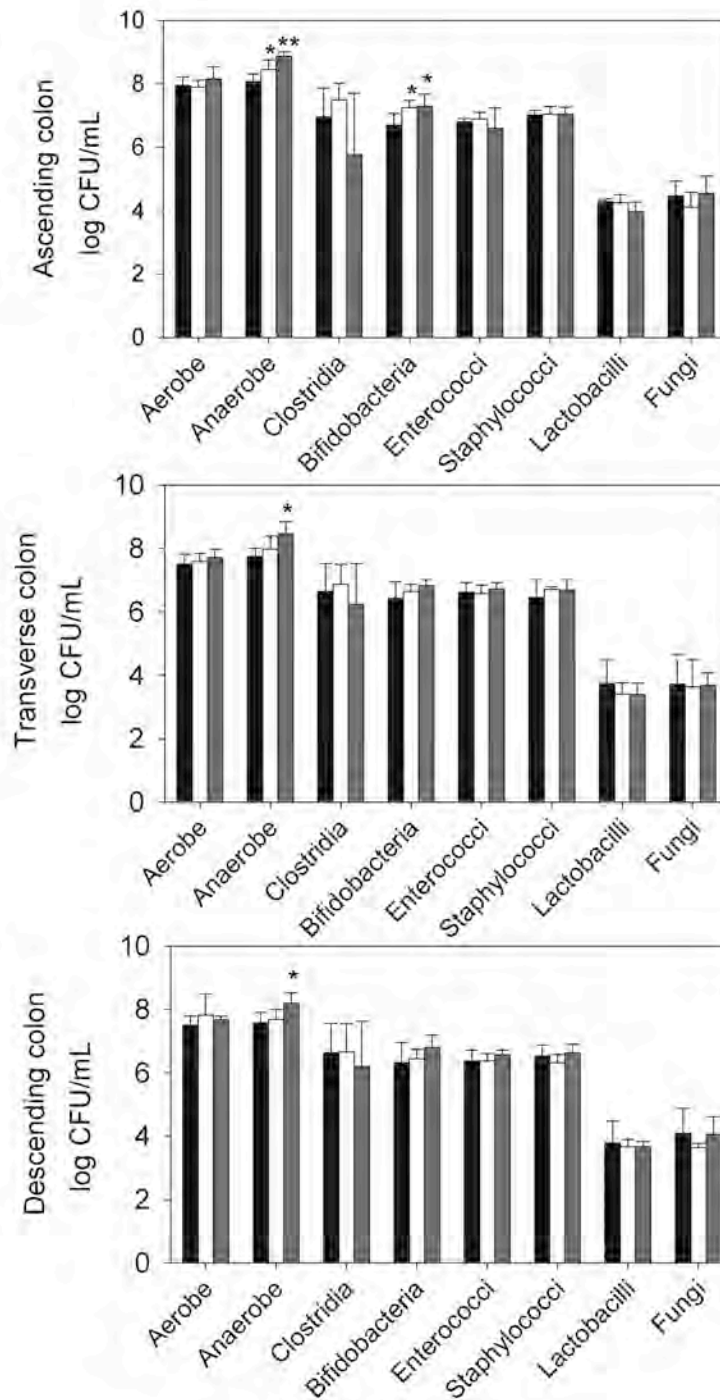 Ascending colon
log CFU/mL
10
8
6
4
2
0
* ** * *
Aerobe
Anaerobe
Clostridia
Bifidobacteria
Enterococci
Staphylococci
Lactobacilli
Fungi
Transverse colon
log CFU/mL
10
8
6
4
2
0
*
Aerobe
Anaerobe
Clostridia
Bifidobacteria
Enterococci
Staphylococci
Lactobacilli
Fungi
Descending colon
log CFU/mL
10
8
6
4
2
0
*
Aerobe
Anaerobe
Clostridia
Bifidobacteria
Enterococci
Staphylococci
Lactobacilli
Fungi